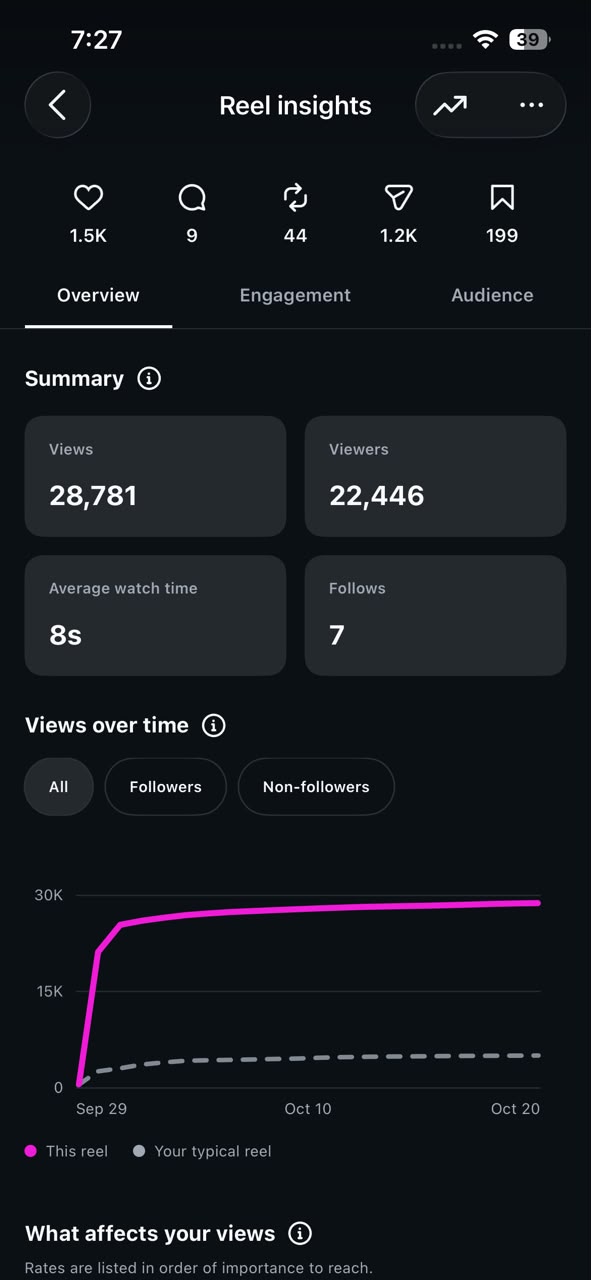 7:27
39
Reel insights
1.5K 9 44 1.2K 199
Overview Engagement Audience
Summary
Views Viewers
28,781 22,446
Average watch time Follows
8s 7
Views over time
All Followers Non-followers
30K
15K
0
Sep 29 Oct 10 Oct 20
This reel Your typical reel
What affects your views
Rates are listed in order of importance to reach.